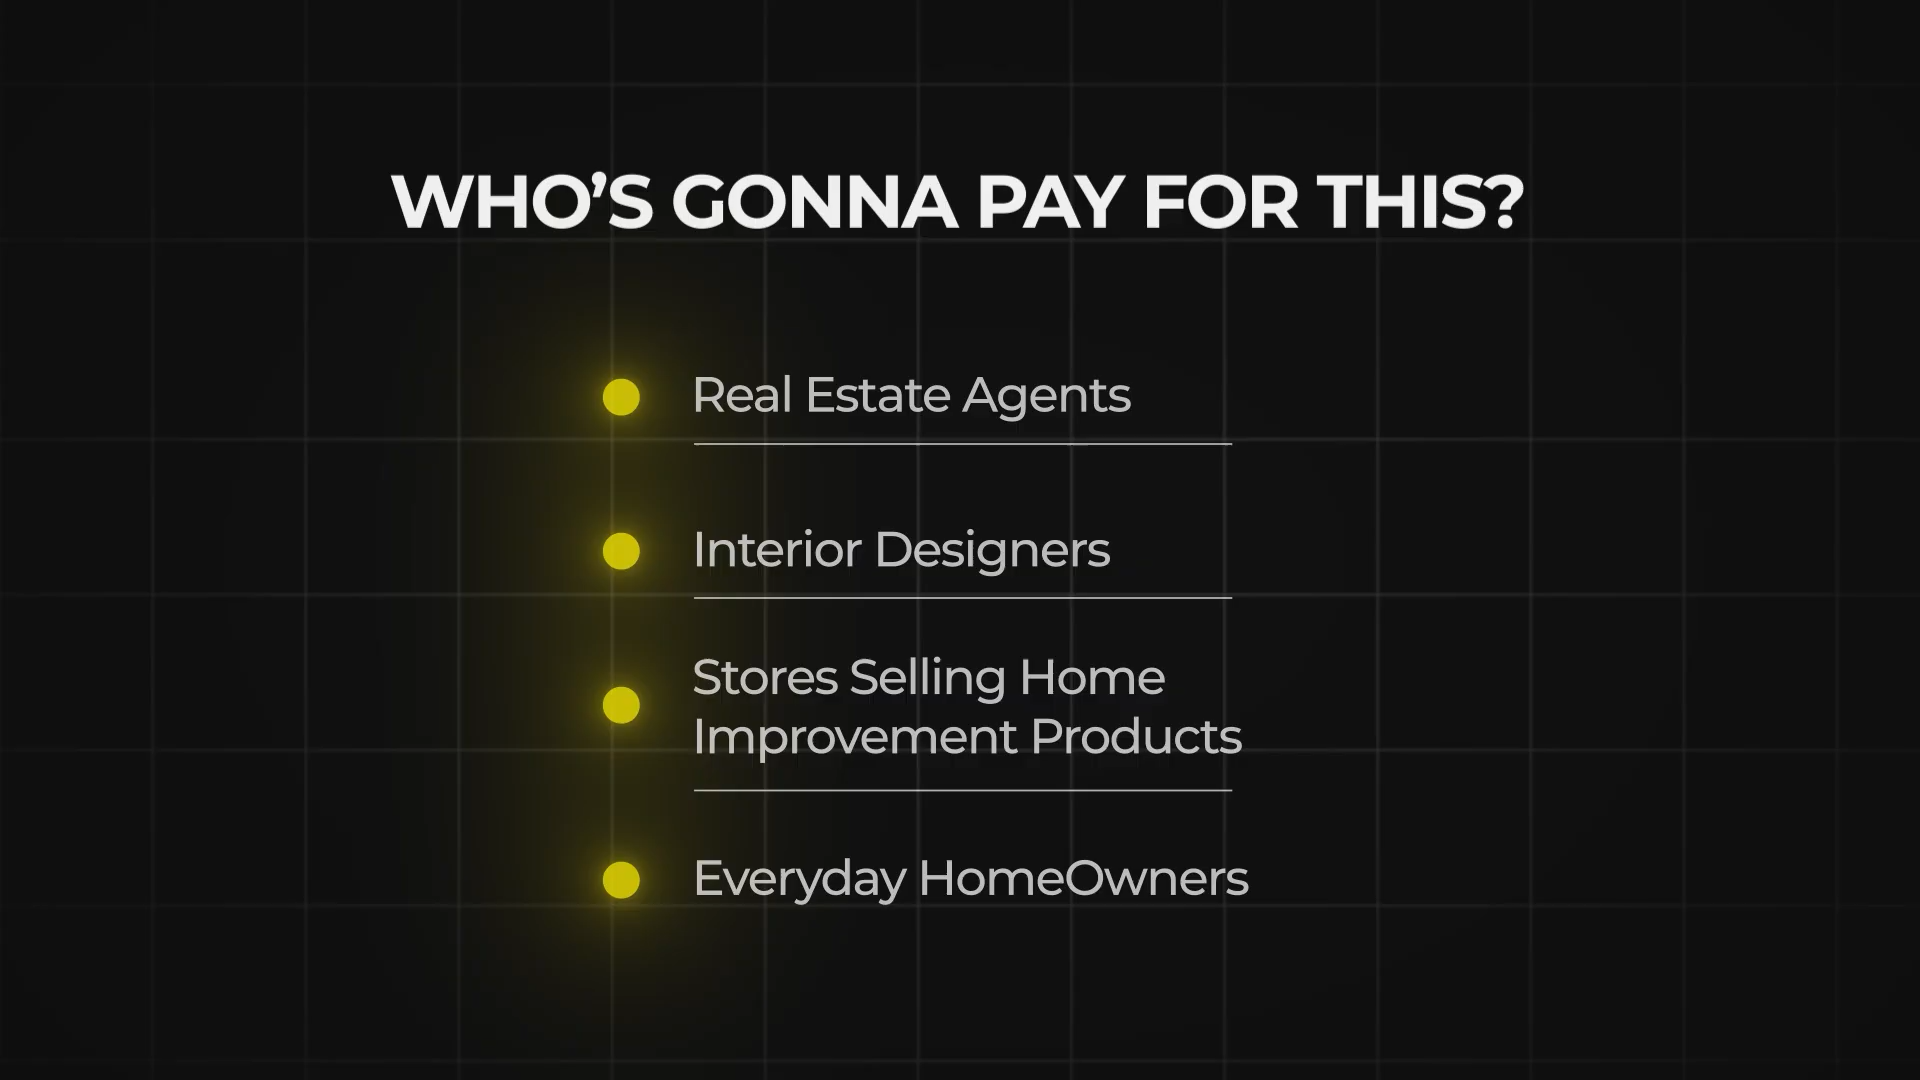 WHO’S GONNA PAY FOR THIS?
Real Estate Agents
Interior Designers
Stores Selling Home
Improvement Products
Everyday HomeOwners